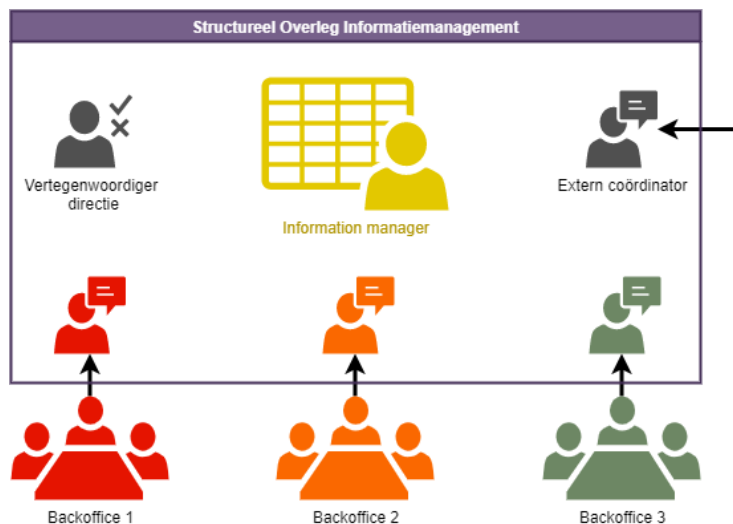 Structureel Overleg Informatiemanagement
Vertegenwoordiger
directie
Information manager
Extern coördinator
Backoffice 1
Backoffice 2
Backoffice 3